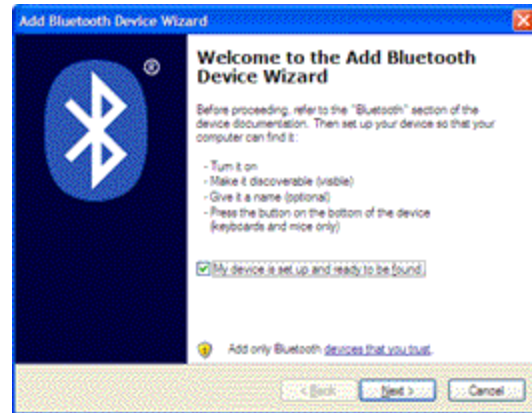 Add Bluetooth Device Wizard
®
Welcome to the Add Bluetooth
Device Wizard
Before proceeding, refer to the "Bluetooth" section of the
device documentation. Then set up your device so that your
computer can find it:
- Turn it on
- Make it discoverable (visible)
- Give it a name (optional)
- Press the button on the bottom of the device
(keyboards and mice only)
My device is set up and ready to be found.
Add only Bluetooth devices that you trust.
< Back Next > Cancel